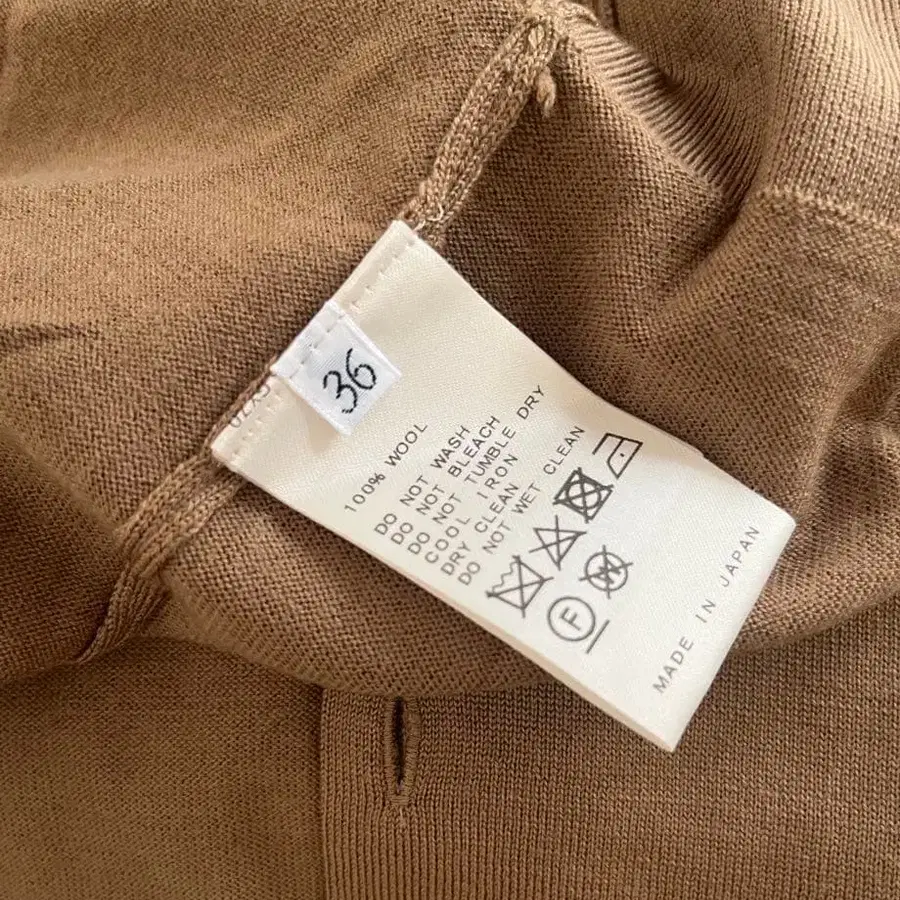 36
100% WOOL
DO NOT WASH
DO NOT BLEACH
DO NOT TUMBLE DRY
COOL IRON
DRY CLEAN
DO NOT WET CLEAN
F
W
MADE IN JAPAN